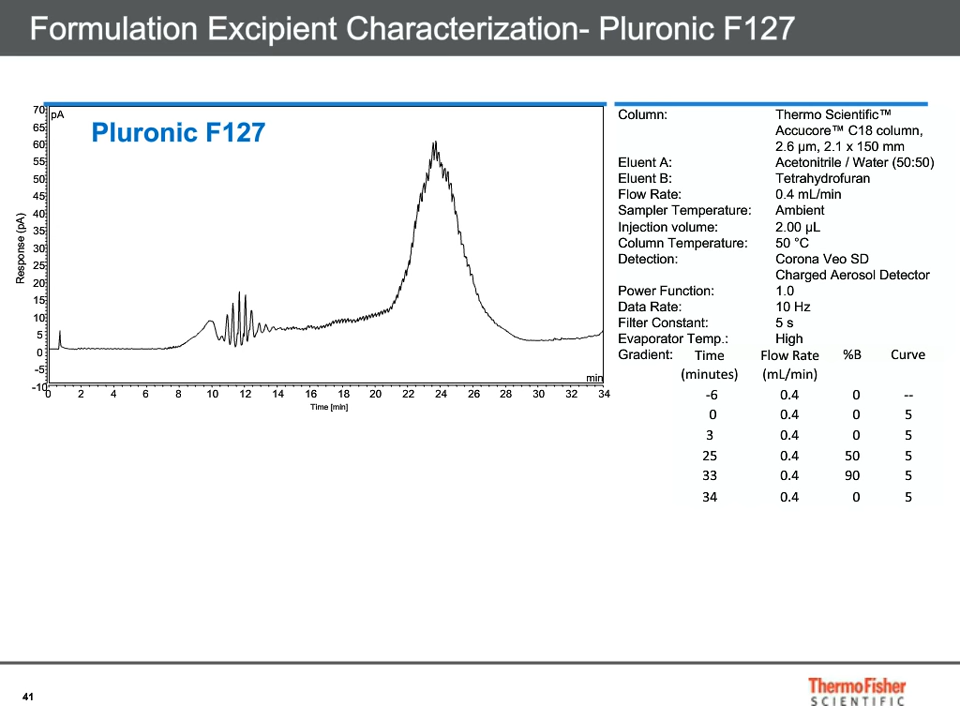 Formulation Excipient Characterization- Pluronic F127
70
65
60
55
50
45
40
35
30
25
20
15
10
5
0
-5
-10
Response (pA)
pA
Pluronic F127
min
0 2 4 6 8 10 12 14 16 18 20 22 24 26 28 30 32 34
Time [min]
Column: Thermo Scientific™
Accucore™ C18 column,
2.6 µm, 2.1 x 150 mm
Eluent A: Acetonitrile / Water (50:50)
Eluent B: Tetrahydrofuran
Flow Rate: 0.4 mL/min
Sampler Temperature: Ambient
Injection volume: 2.00 µL
Column Temperature: 50 °C
Detection: Corona Veo SD
Charged Aerosol Detector
Power Function: 1.0
Data Rate: 10 Hz
Filter Constant: 5 s
Evaporator Temp.: High
Gradient: Time Flow Rate %B Curve
(minutes) (mL/min)
-6 0.4 0 --
0 0.4 0 5
3 0.4 0 5
25 0.4 50 5
33 0.4 90 5
34 0.4 0 5
41
ThermoFisher
SCIENTIFIC